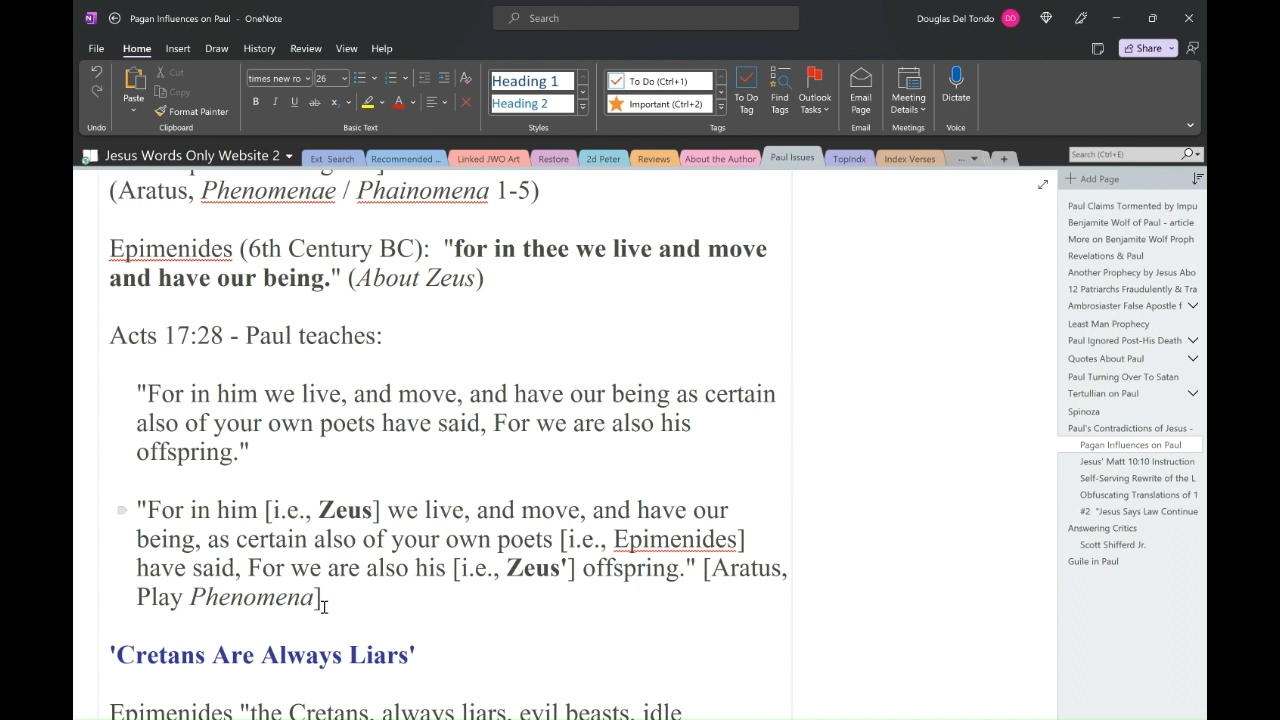 Pagan Influences on Paul - OneNote
Search
Douglas Del Tondo DD
File Home Insert Draw History Review View Help
Share
Paste
Cut
Copy
Format Painter
times new ro 26
Heading 1
Heading 2
To Do (Ctrl+1)
Important (Ctrl+2)
To Do Tag
Find Tags
Outlook Tasks
Email Page
Meeting Details
Dictate
Undo Clipboard Basic Text Styles Tags Email Meetings Voice
Jesus Words Only Website 2
Ext Search Recommended ... Linked JWO Art Restore 2d Peter Reviews About the Author Paul Issues TopIndx Index Verses ...
Search (Ctrl+E)
(Aratus, Phenomenae / Phainomena 1-5)
Epimenides (6th Century BC): "for in thee we live and move
and have our being." (About Zeus)
Acts 17:28 - Paul teaches:
"For in him we live, and move, and have our being as certain
also of your own poets have said, For we are also his
offspring."
"For in him [i.e., Zeus] we live, and move, and have our
being, as certain also of your own poets [i.e., Epimenides]
have said, For we are also his [i.e., Zeus'] offspring." [Aratus,
Play Phenomena]
'Cretans Are Always Liars'
Epimenides "the Cretans, always liars, evil beasts, idle
Add Page
Paul Claims Tormented by Impu
Benjamite Wolf of Paul - article
More on Benjamite Wolf Proph
Revelations & Paul
Another Prophecy by Jesus Abo
12 Patriarchs Fraudulently & Tra
Ambrosiaster False Apostle f
Least Man Prophecy
Paul Ignored Post-His Death
Quotes About Paul
Paul Turning Over To Satan
Tertullian on Paul
Spinoza
Paul's Contradictions of Jesus -
Pagan Influences on Paul
Jesus' Matt 10:10 Instruction
Self-Serving Rewrite of the L
Obfuscating Translations of 1
#2 "Jesus Says Law Continue
Answering Critics
Scott Shifferd Jr.
Guile in Paul